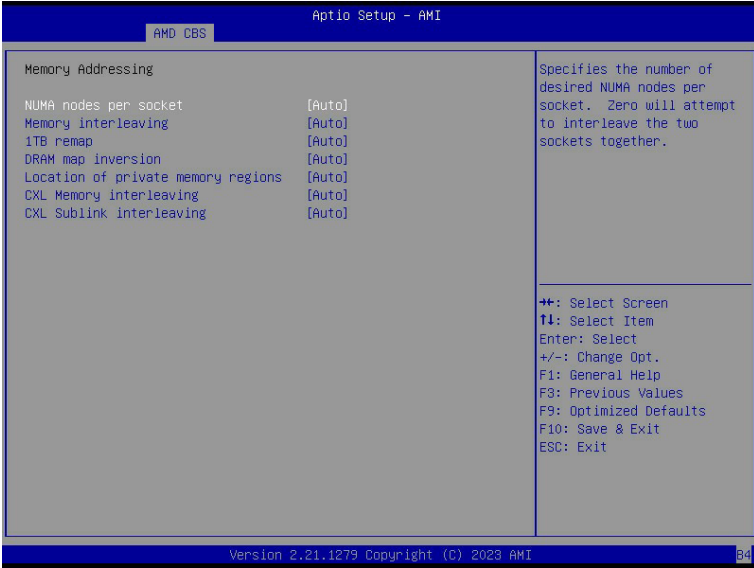 Aptio Setup – AMI
AMD CBS
Memory Addressing
NUMA nodes per socket [Auto]
Memory interleaving [Auto]
1TB remap [Auto]
DRAM map inversion [Auto]
Location of private memory regions [Auto]
CXL Memory interleaving [Auto]
CXL Sublink interleaving [Auto]
Specifies the number of
desired NUMA nodes per
socket. Zero will attempt
to interleave the two
sockets together.
→←: Select Screen
↑↓: Select Item
Enter: Select
+/-: Change Opt.
F1: General Help
F3: Previous Values
F9: Optimized Defaults
F10: Save & Exit
ESC: Exit
Version 2.21.1279 Copyright (C) 2023 AMI
B4